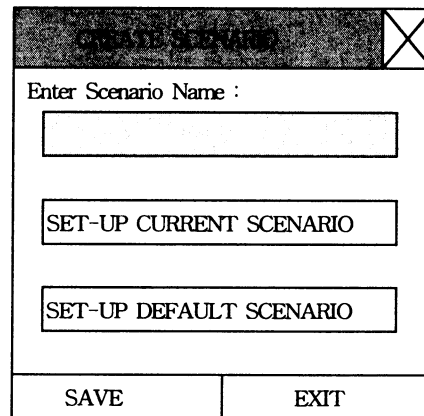 CREATE SCENARIO
Enter Scenario Name :
SET-UP CURRENT SCENARIO
SET-UP DEFAULT SCENARIO
SAVE
EXIT